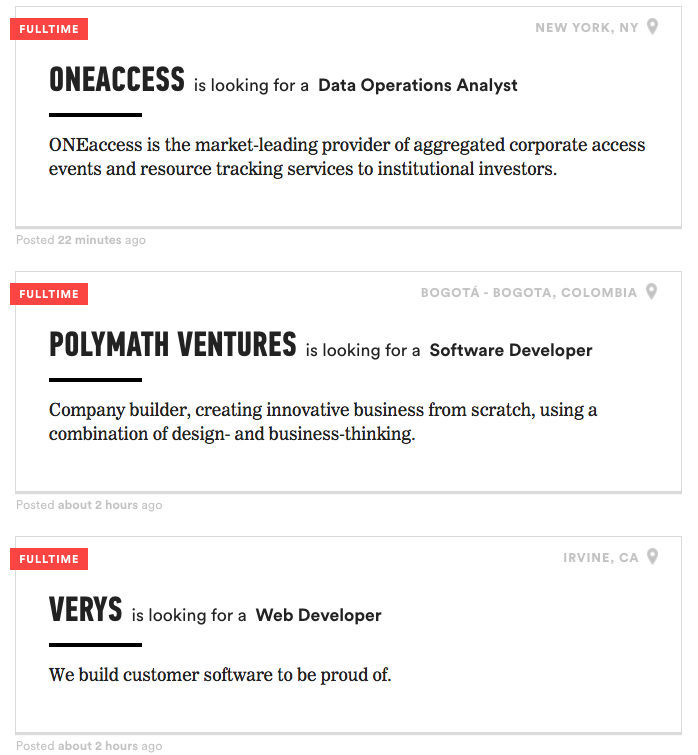 FULLTIME
NEW YORK, NY
ONEACCESS is looking for a Data Operations Analyst
ONEaccess is the market-leading provider of aggregated corporate access
events and resource tracking services to institutional investors.
Posted 22 minutes ago
FULLTIME
BOGOTÁ - BOGOTA, COLOMBIA
POLYMATH VENTURES is looking for a Software Developer
Company builder, creating innovative business from scratch, using a
combination of design- and business-thinking.
Posted about 2 hours ago
FULLTIME
IRVINE, CA
VERYS is looking for a Web Developer
We build customer software to be proud of.
Posted about 2 hours ago